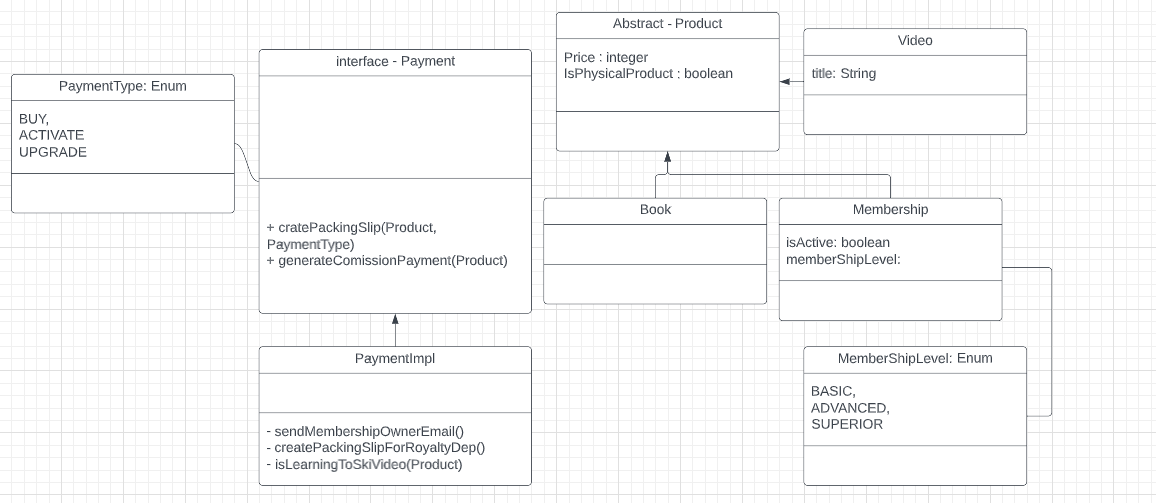 PaymentType: Enum
BUY,
ACTIVATE
UPGRADE
interface - Payment
+ cratePackingSlip(Product,
PaymentType)
+ generateComissionPayment(Product)
PaymentImpl
- sendMembershipOwnerEmail()
- createPackingSlipForRoyaltyDep()
- isLearningToSkiVideo(Product)
Abstract - Product
Price : integer
IsPhysicalProduct : boolean
Video
title: String
Book
Membership
isActive: boolean
memberShipLevel:
MemberShipLevel: Enum
BASIC,
ADVANCED,
SUPERIOR